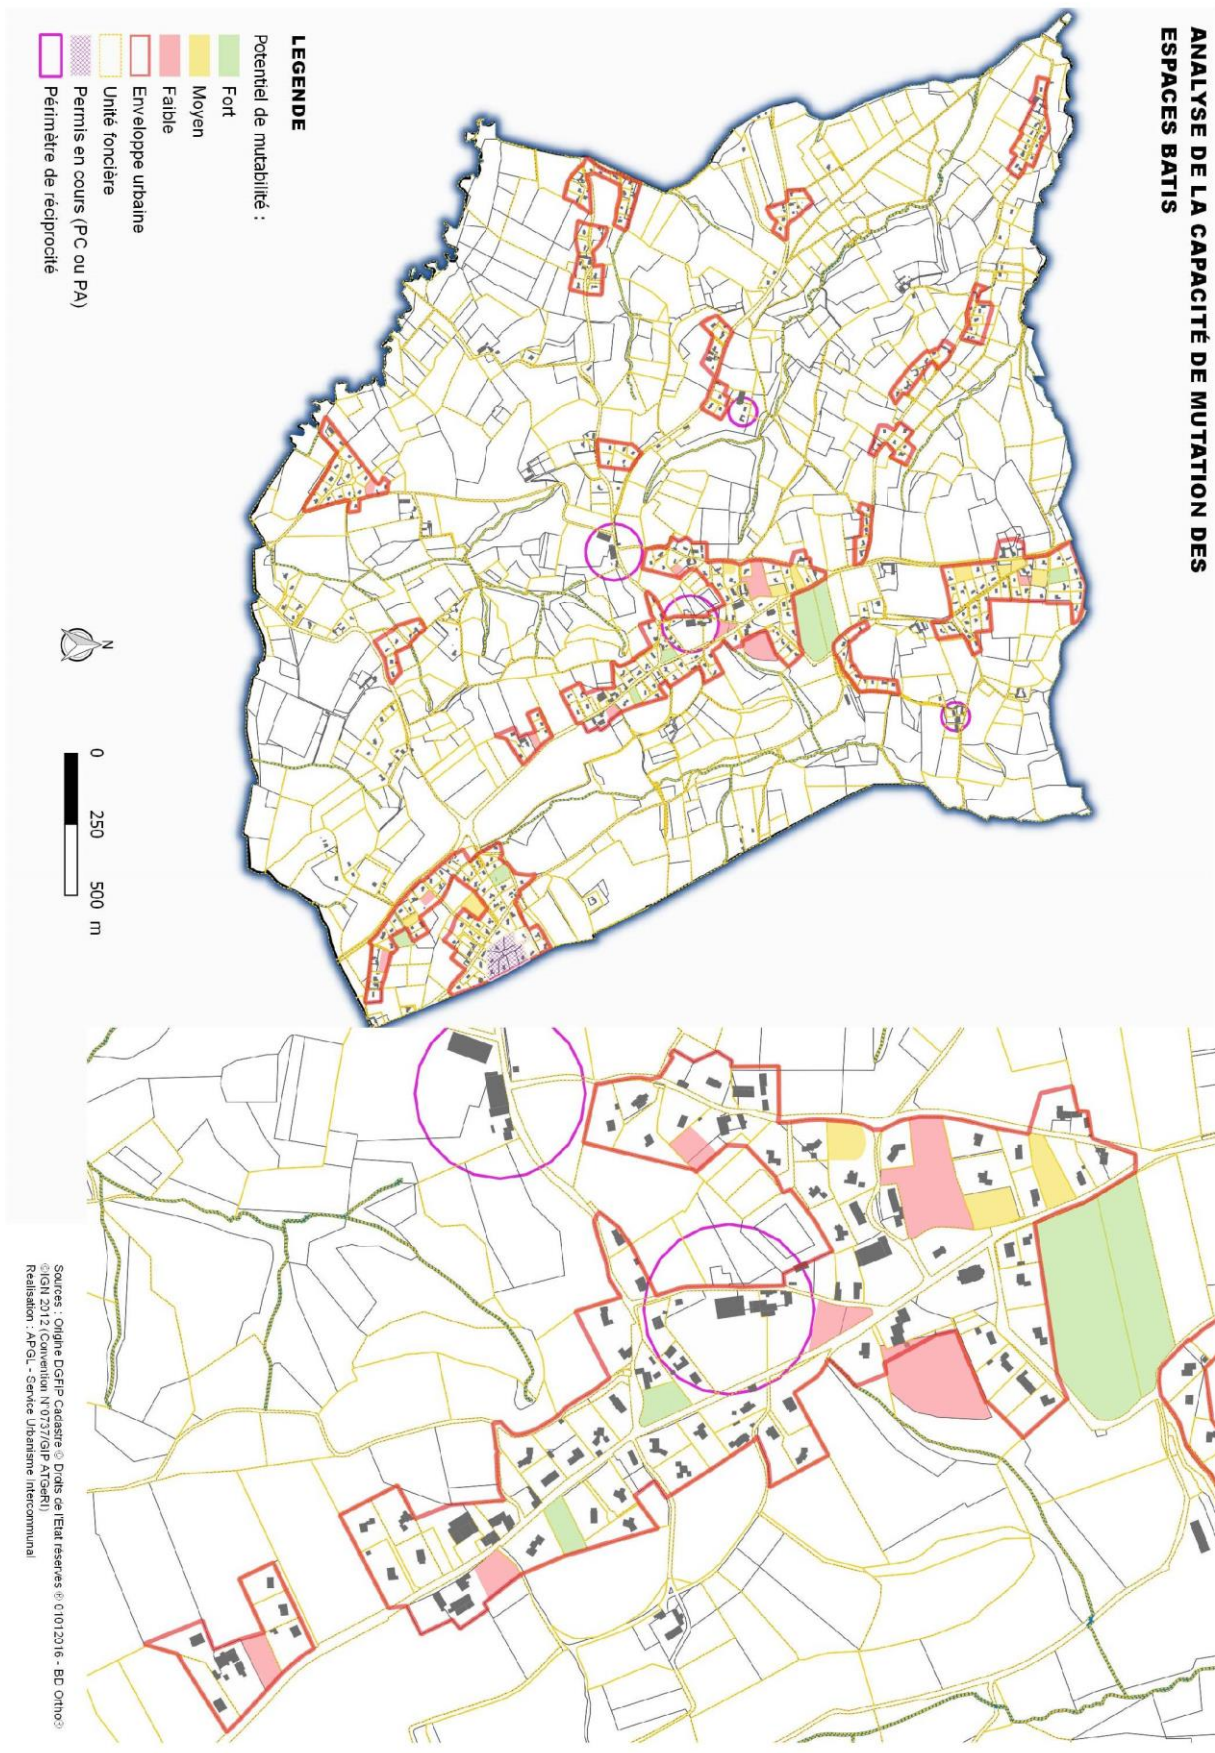 ANALYSE DE LA CAPACITÉ DE MUTATION DES
ESPACES BATIS
LEGENDE
Potentiel de mutabilité :
Fort
Moyen
Faible
Enveloppe urbaine
Unité foncière
Permis en cours (PC ou PA)
Périmètre de réciprocité
N
0 250 500 m
Sources : Origine DGFIP Cadastre © Droits de l'Etat réservés ® 01012016 - BD Ortho®
©IGN 2012 (Convention N°0737/GIP ATGeRI)
Réalisation : APGL - Service Urbanisme Intercommunal